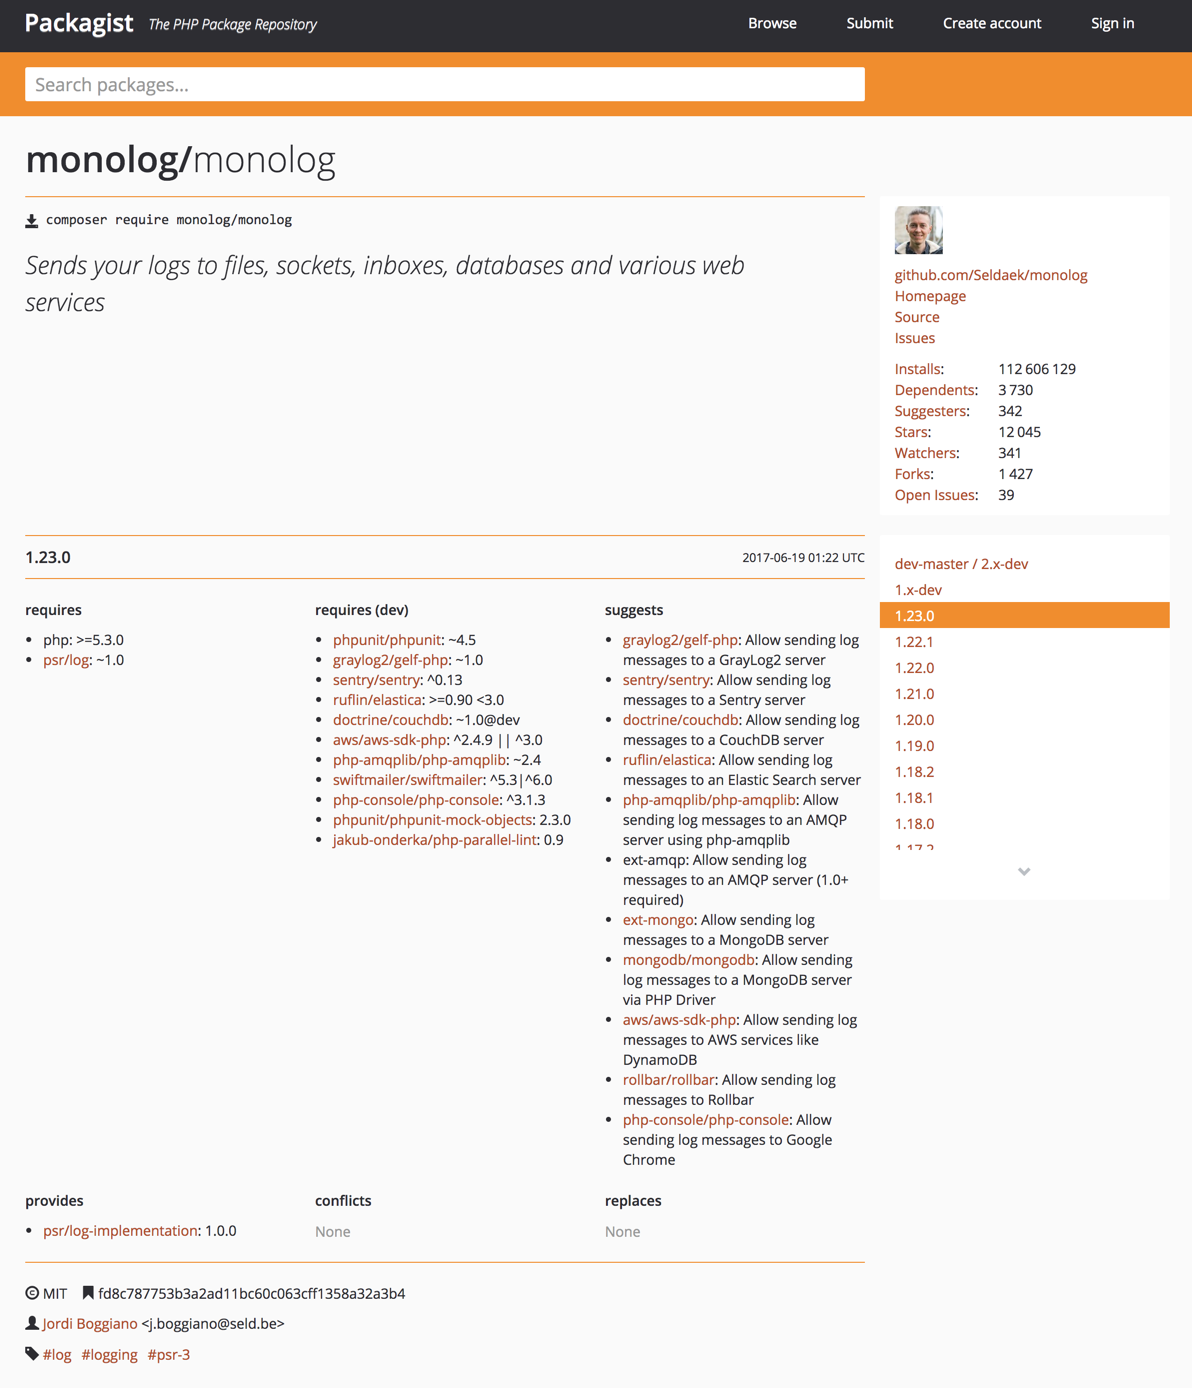 Packagist The PHP Package Repository
Browse Submit Create account Sign in
Search packages...
monolog/monolog
composer require monolog/monolog
Sends your logs to files, sockets, inboxes, databases and various web
services
github.com/Seldaek/monolog
Homepage
Source
Issues
Installs: 112 606 129
Dependents: 3 730
Suggesters: 342
Stars: 12 045
Watchers: 341
Forks: 1 427
Open Issues: 39
1.23.0 2017-06-19 01:22 UTC
requires
php: >=5.3.0
psr/log: ~1.0
requires (dev)
phpunit/phpunit: ~4.5
graylog2/gelf-php: ~1.0
sentry/sentry: ^0.13
ruflin/elastica: >=0.90 <3.0
doctrine/couchdb: ~1.0@dev
aws/aws-sdk-php: ^2.4.9 || ^3.0
php-amqplib/php-amqplib: ~2.4
swiftmailer/swiftmailer: ^5.3|^6.0
php-console/php-console: ^3.1.3
phpunit/phpunit-mock-objects: 2.3.0
jakub-onderka/php-parallel-lint: 0.9
suggests
graylog2/gelf-php: Allow sending log
messages to a GrayLog2 server
sentry/sentry: Allow sending log
messages to a Sentry server
doctrine/couchdb: Allow sending log
messages to a CouchDB server
ruflin/elastica: Allow sending log
messages to an Elastic Search server
php-amqplib/php-amqplib: Allow
sending log messages to an AMQP
server using php-amqplib
ext-amqp: Allow sending log
messages to an AMQP server (1.0+
required)
ext-mongo: Allow sending log
messages to a MongoDB server
mongodb/mongodb: Allow sending
log messages to a MongoDB server
via PHP Driver
aws/aws-sdk-php: Allow sending log
messages to AWS services like
DynamoDB
rollbar/rollbar: Allow sending log
messages to Rollbar
php-console/php-console: Allow
sending log messages to Google
Chrome
dev-master / 2.x-dev
1.x-dev
1.23.0
1.22.1
1.22.0
1.21.0
1.20.0
1.19.0
1.18.2
1.18.1
1.18.0
1.17.2
provides
psr/log-implementation: 1.0.0
conflicts
None
replaces
None
MIT fd8c787753b3a2ad11bc60c063cff1358a32a3b4
Jordi Boggiano <j.boggiano@seld.be>
#log #logging #psr-3